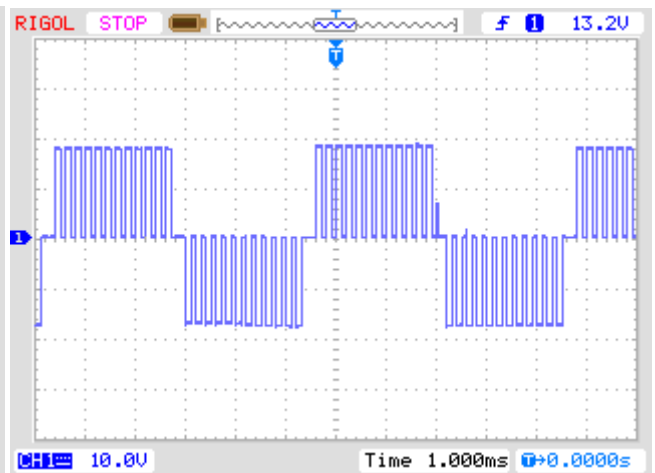 RIGOL STOP T f 1 13.2V
T
1
CH1 10.0V Time 1.000ms T→0.0000s